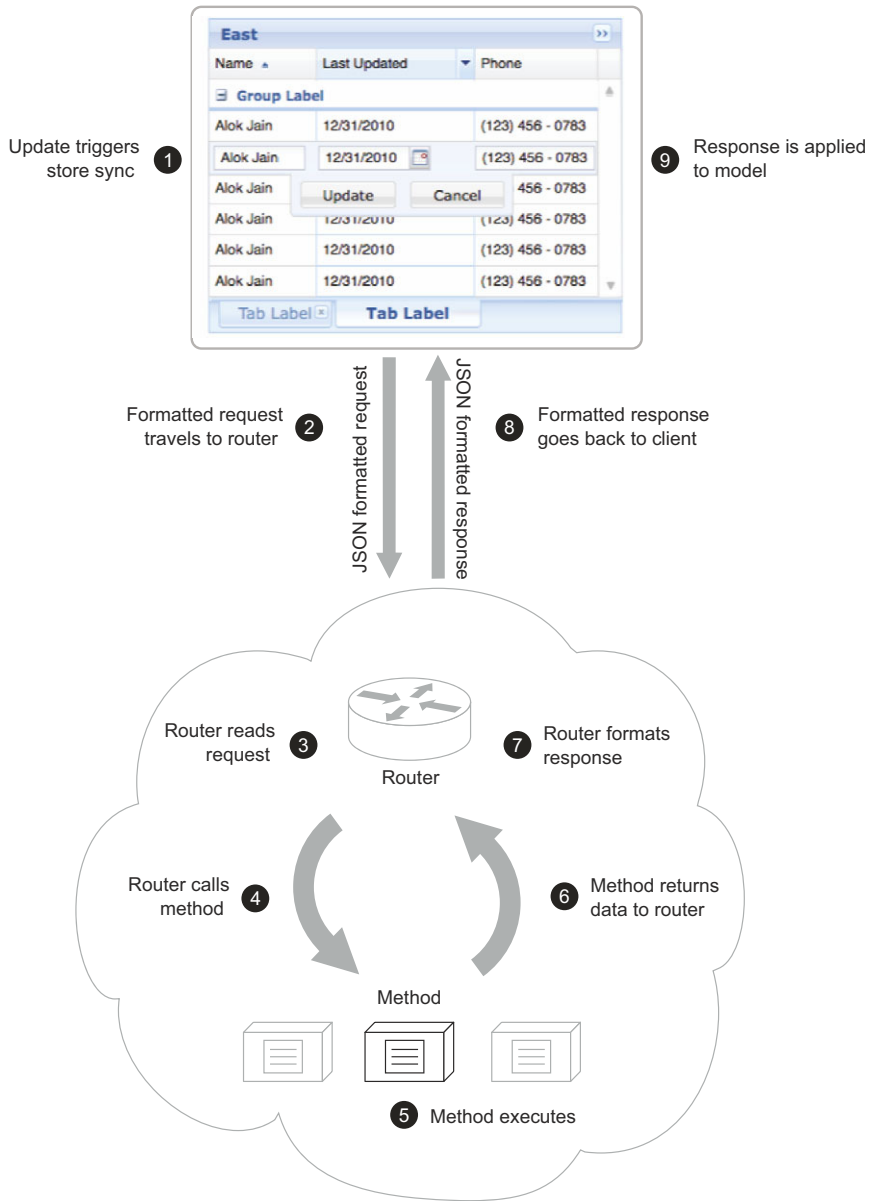 East
Name
Last Updated
Phone
Group Label
Alok Jain 12/31/2010 (123) 456 - 0783
Alok Jain 12/31/2010 (123) 456 - 0783
Alok Jain 456 - 0783
Update Cancel
Alok Jain 12/31/2010 (123) 456 - 0783
Alok Jain 12/31/2010 (123) 456 - 0783
Alok Jain 12/31/2010 (123) 456 - 0783
Tab Label Tab Label
Update triggers
store sync
1
9
Response is applied
to model
Formatted request
travels to router
2
JSON formatted request
JSON formatted response
8
Formatted response
goes back to client
Router reads
request
3
Router
7
Router formats
response
Router calls
method
4
6
Method returns
data to router
Method
5 Method executes